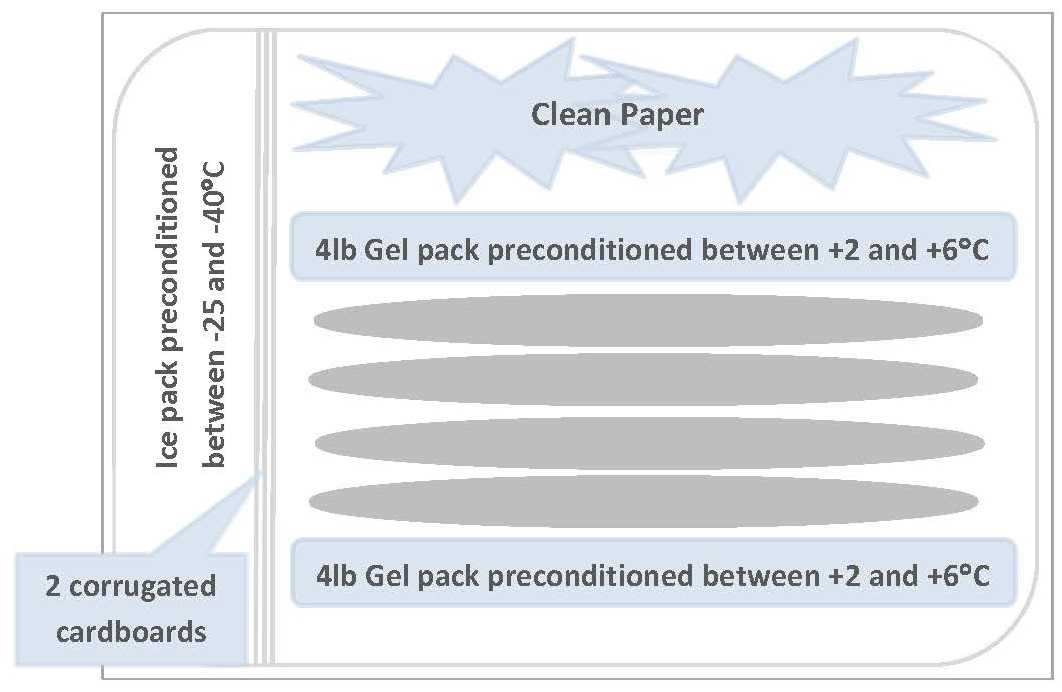 Clean Paper
Ice pack preconditioned
between -25 and -40°C
4lb Gel pack preconditioned between +2 and +6°C
4lb Gel pack preconditioned between +2 and +6°C
2 corrugated
cardboards